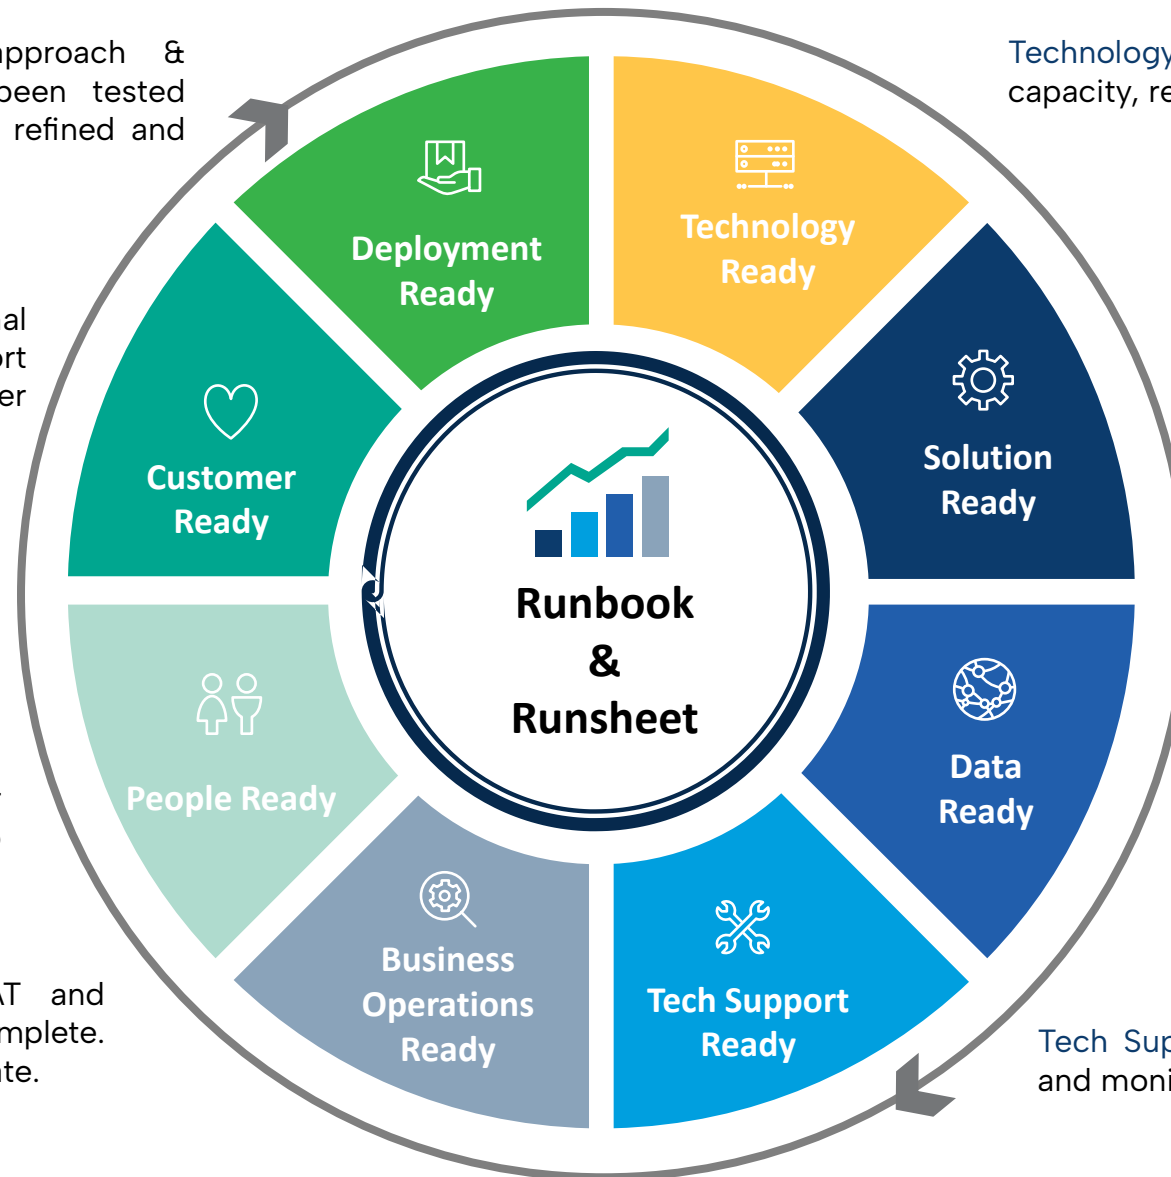 approach &
been tested
refined and
Technology
capacity, re
Deployment
Ready
Technology
Ready
Customer
Ready
Solution
Ready
Runbook
&
Runsheet
People Ready
Data
Ready
Business
Operations
Ready
Tech Support
Ready
and
mplete.
Tech Sup
and moni